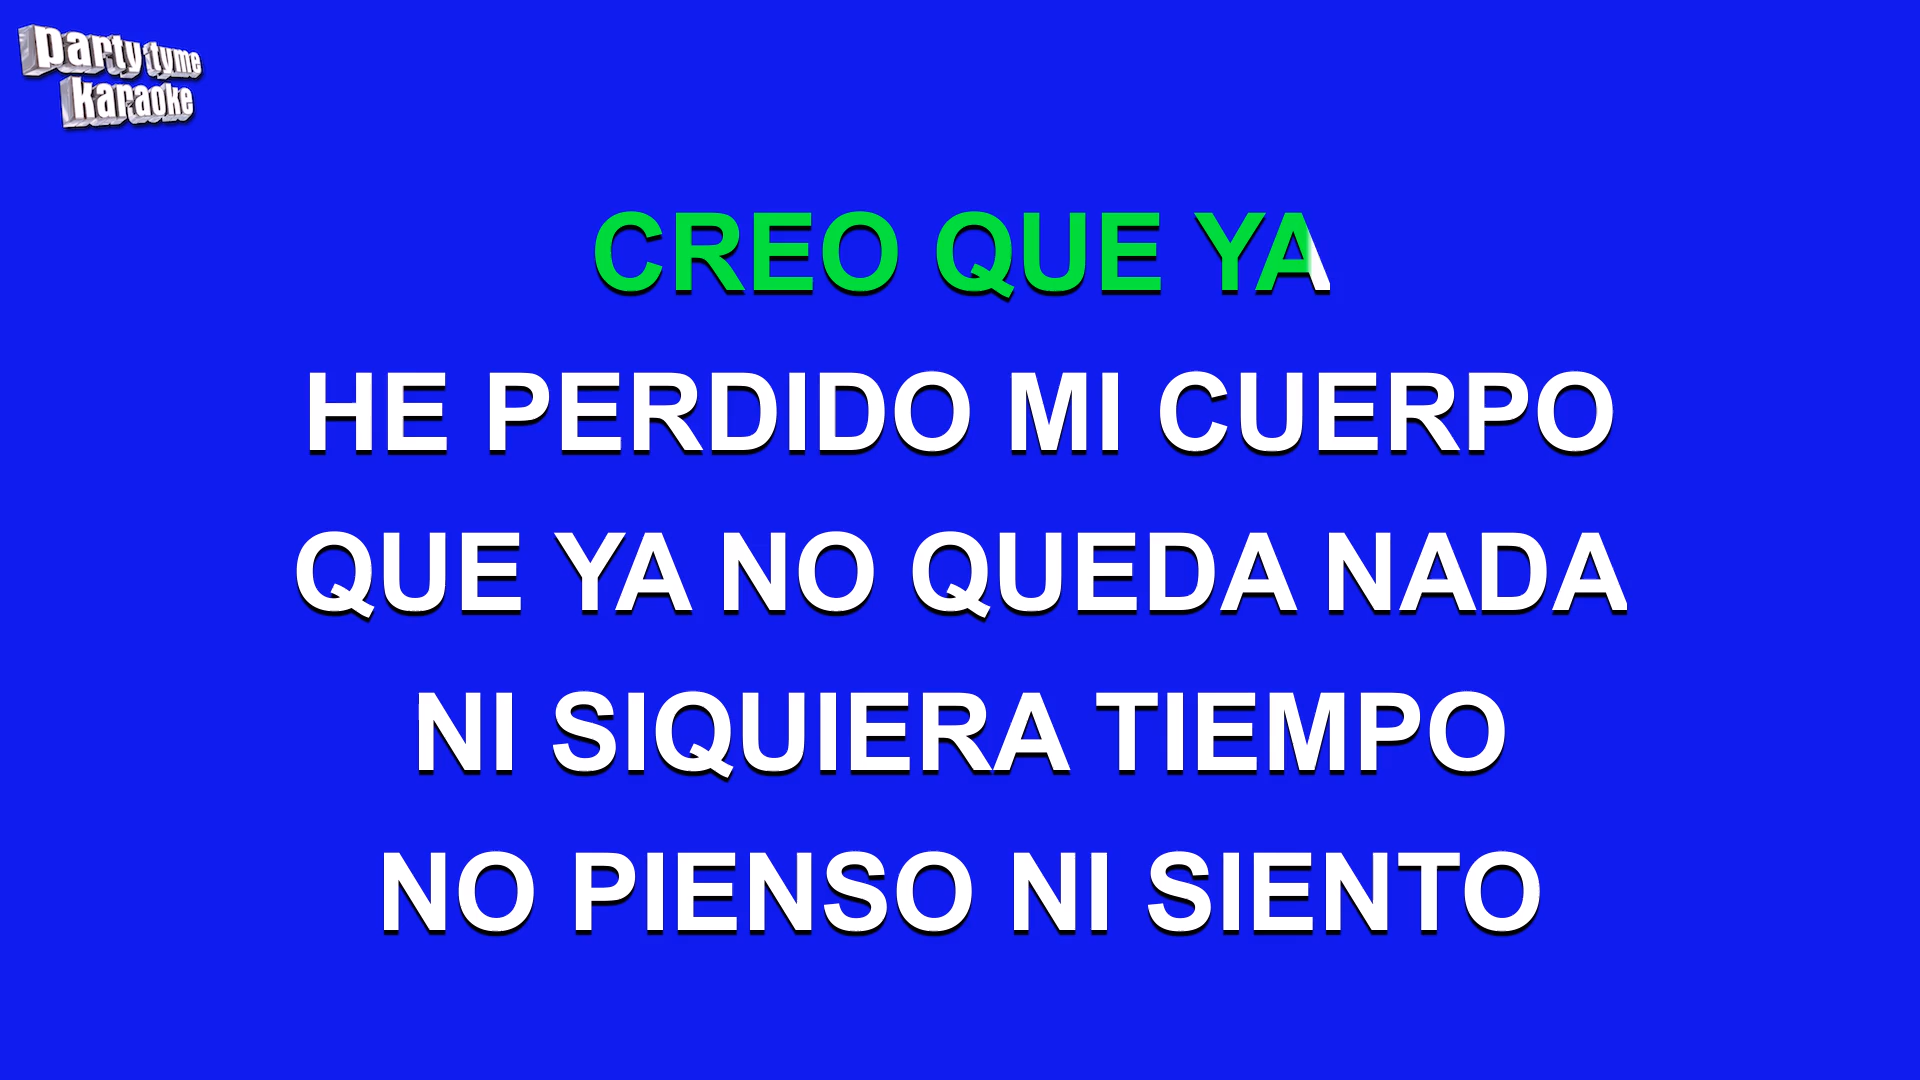 party tyme
karaoke
CREO QUE YA
HE PERDIDO MI CUERPO
QUE YA NO QUEDA NADA
NI SIQUIERA TIEMPO
NO PIENSO NI SIENTO